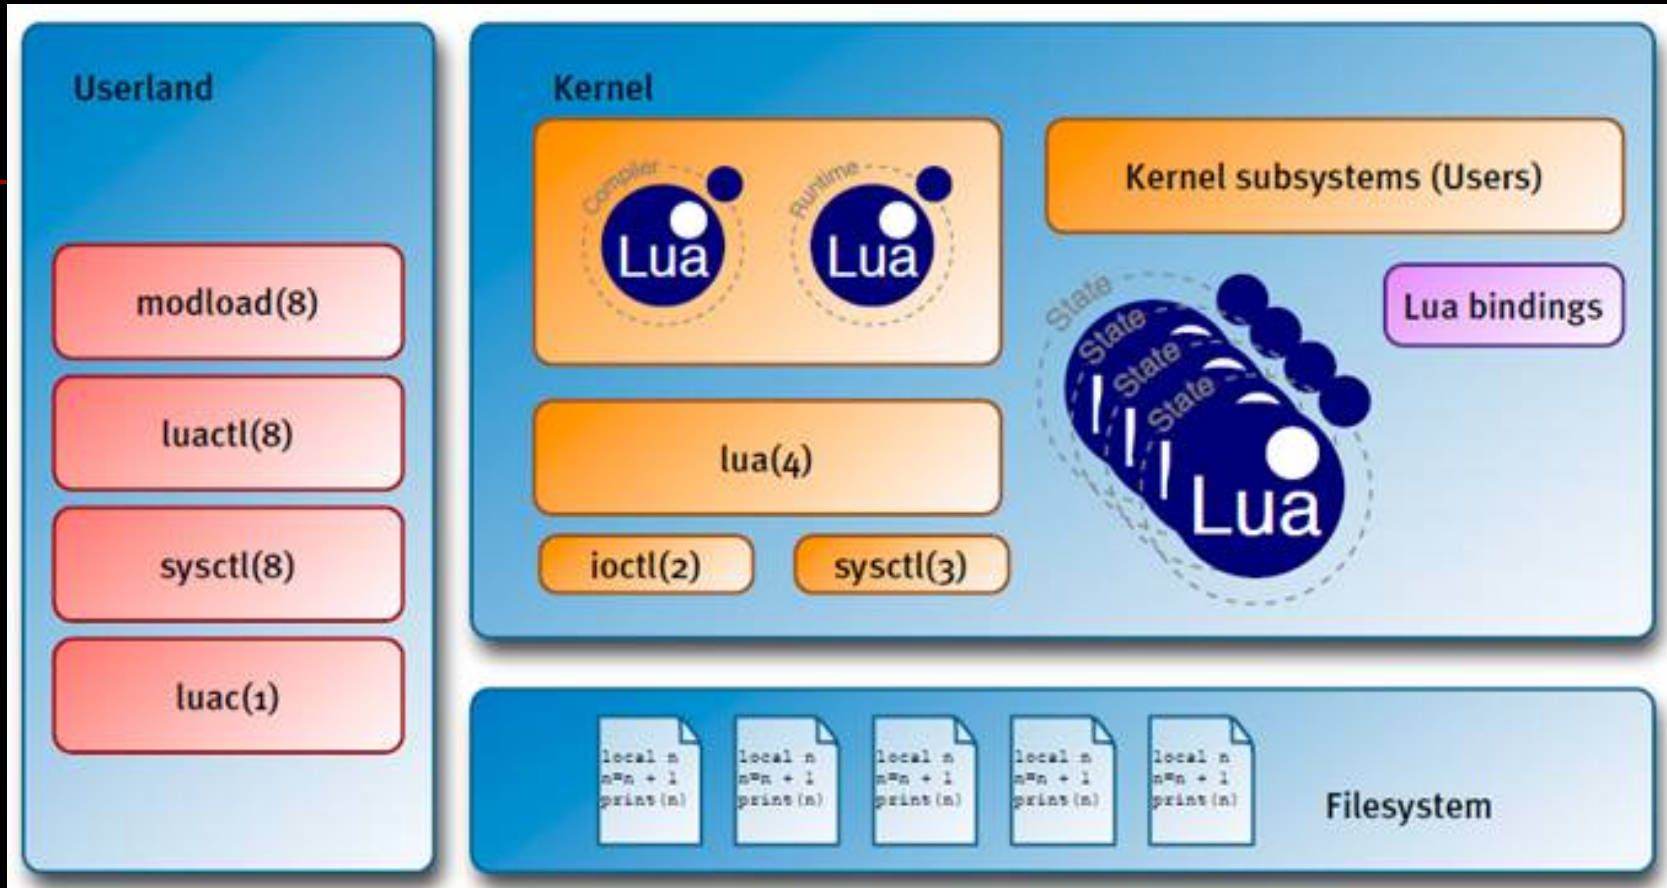 Userland
modload(8)
luactl(8)
sysctl(8)
luac(1)
Kernel
Compiler
Lua
Runtime
Lua
lua(4)
ioctl(2)
sysctl(3)
Kernel subsystems (Users)
Lua bindings
State
State
State
State
Lua
local n
n=n + 1
print(n)
local n
n=n + 1
print(n)
local n
n=n + 1
print(n)
local n
n=n + 1
print(n)
local n
n=n + 1
print(n)
Filesystem